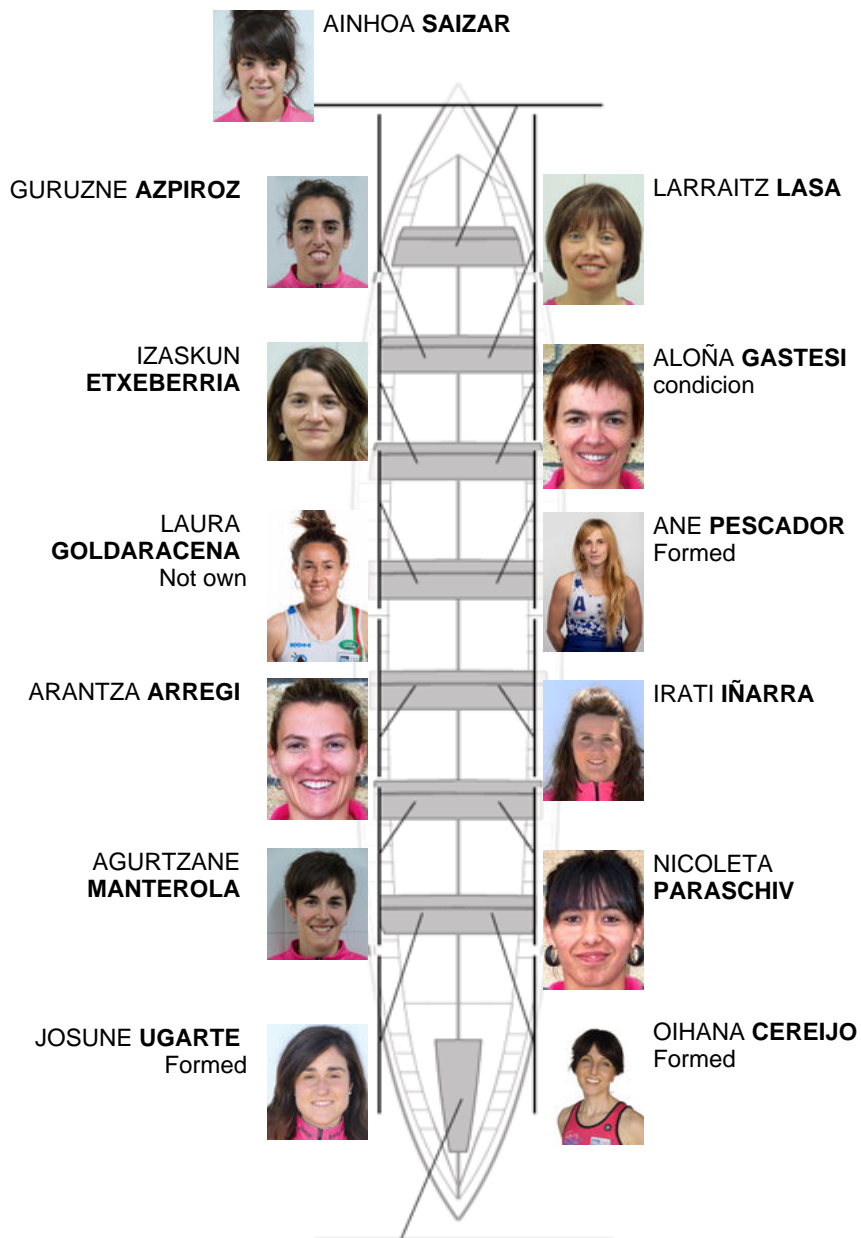 AINHOA SAIZAR
GURUZNE AZPIROZ
LARRAITZ LASA
IZASKUN
ETXEBERRIA
ALOÑA GASTESI
condicion
LAURA
GOLDARACENA
Not own
ANE PESCADOR
Formed
ARANTZA ARREGI
IRATI IÑARRA
AGURTZANE
MANTEROLA
NICOLETA
PARASCHIV
JOSUNE UGARTE
Formed
OIHANA CEREIJO
Formed